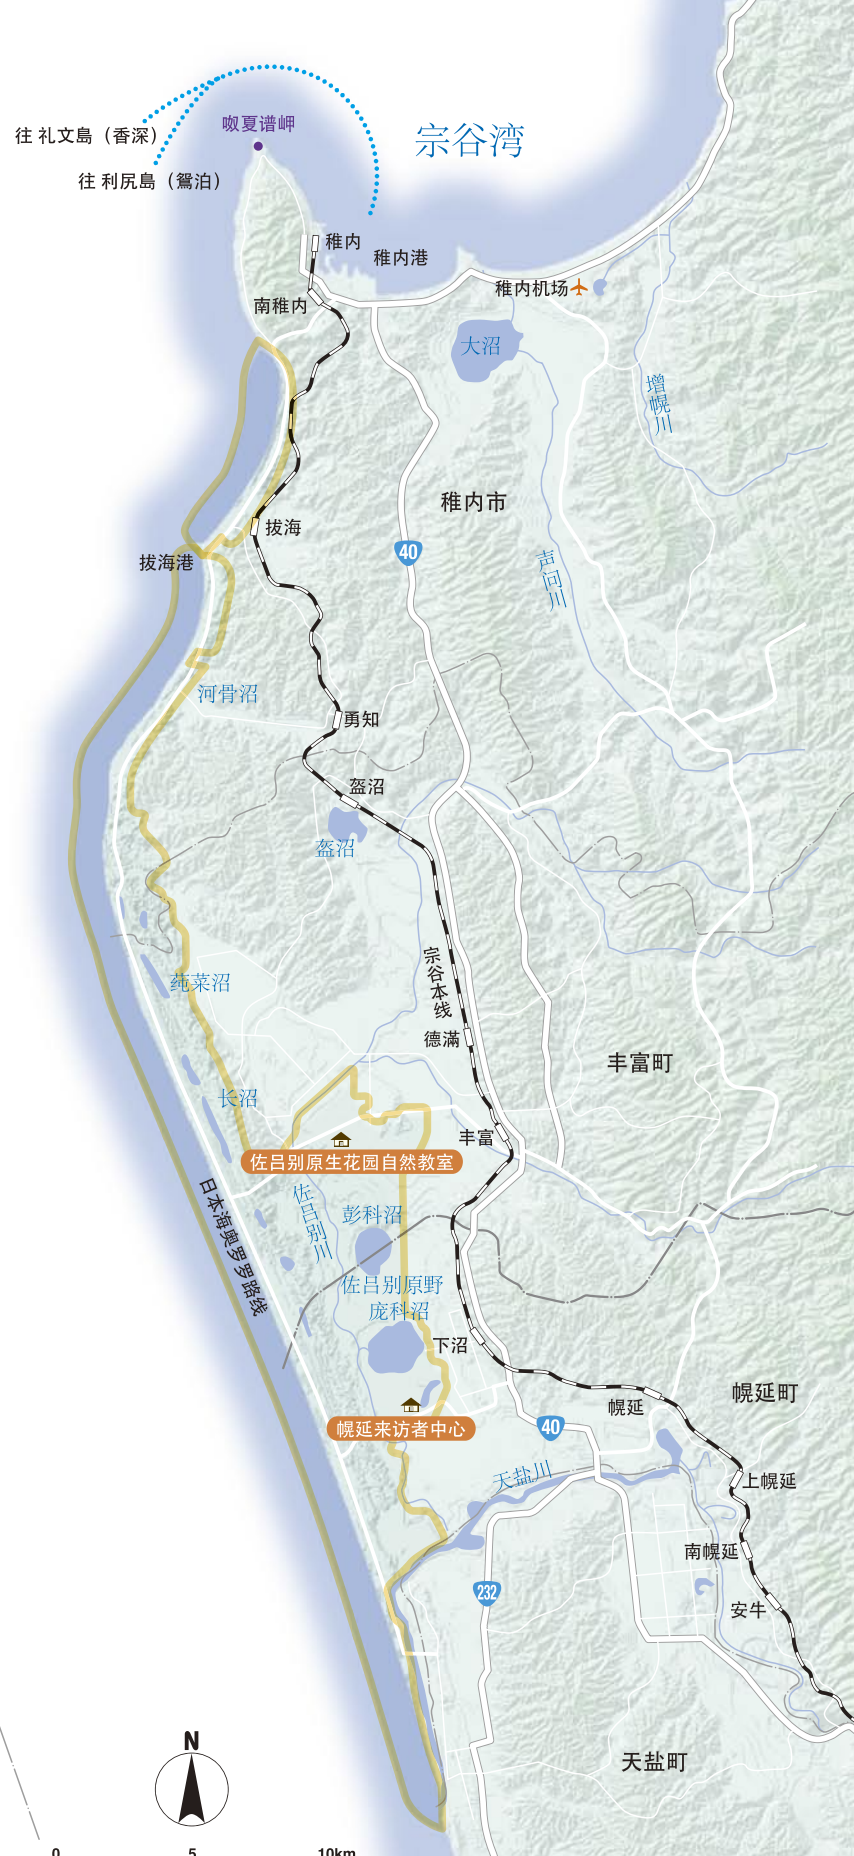 呶夏谱岬
往 礼文島（香深）
宗谷湾
往 利尻島（鴛泊）
稚内
稚内港
稚内机场
南稚内
大沼
增幌川
稚内市
拔海
40
拔海港
声问川
河骨沼
勇知
盔沼
盔沼
宗谷本线
莼菜沼
德滿
丰富町
长沼
丰富
佐吕别原生花园自然教室
日本海奥罗罗路线
佐吕别川
彭科沼
佐吕别原野
庞科沼
下沼
幌延町
幌延
40
幌延来访者中心
天盐川
上幌延
南幌延
232
安牛
N
天盐町
0 5 10km